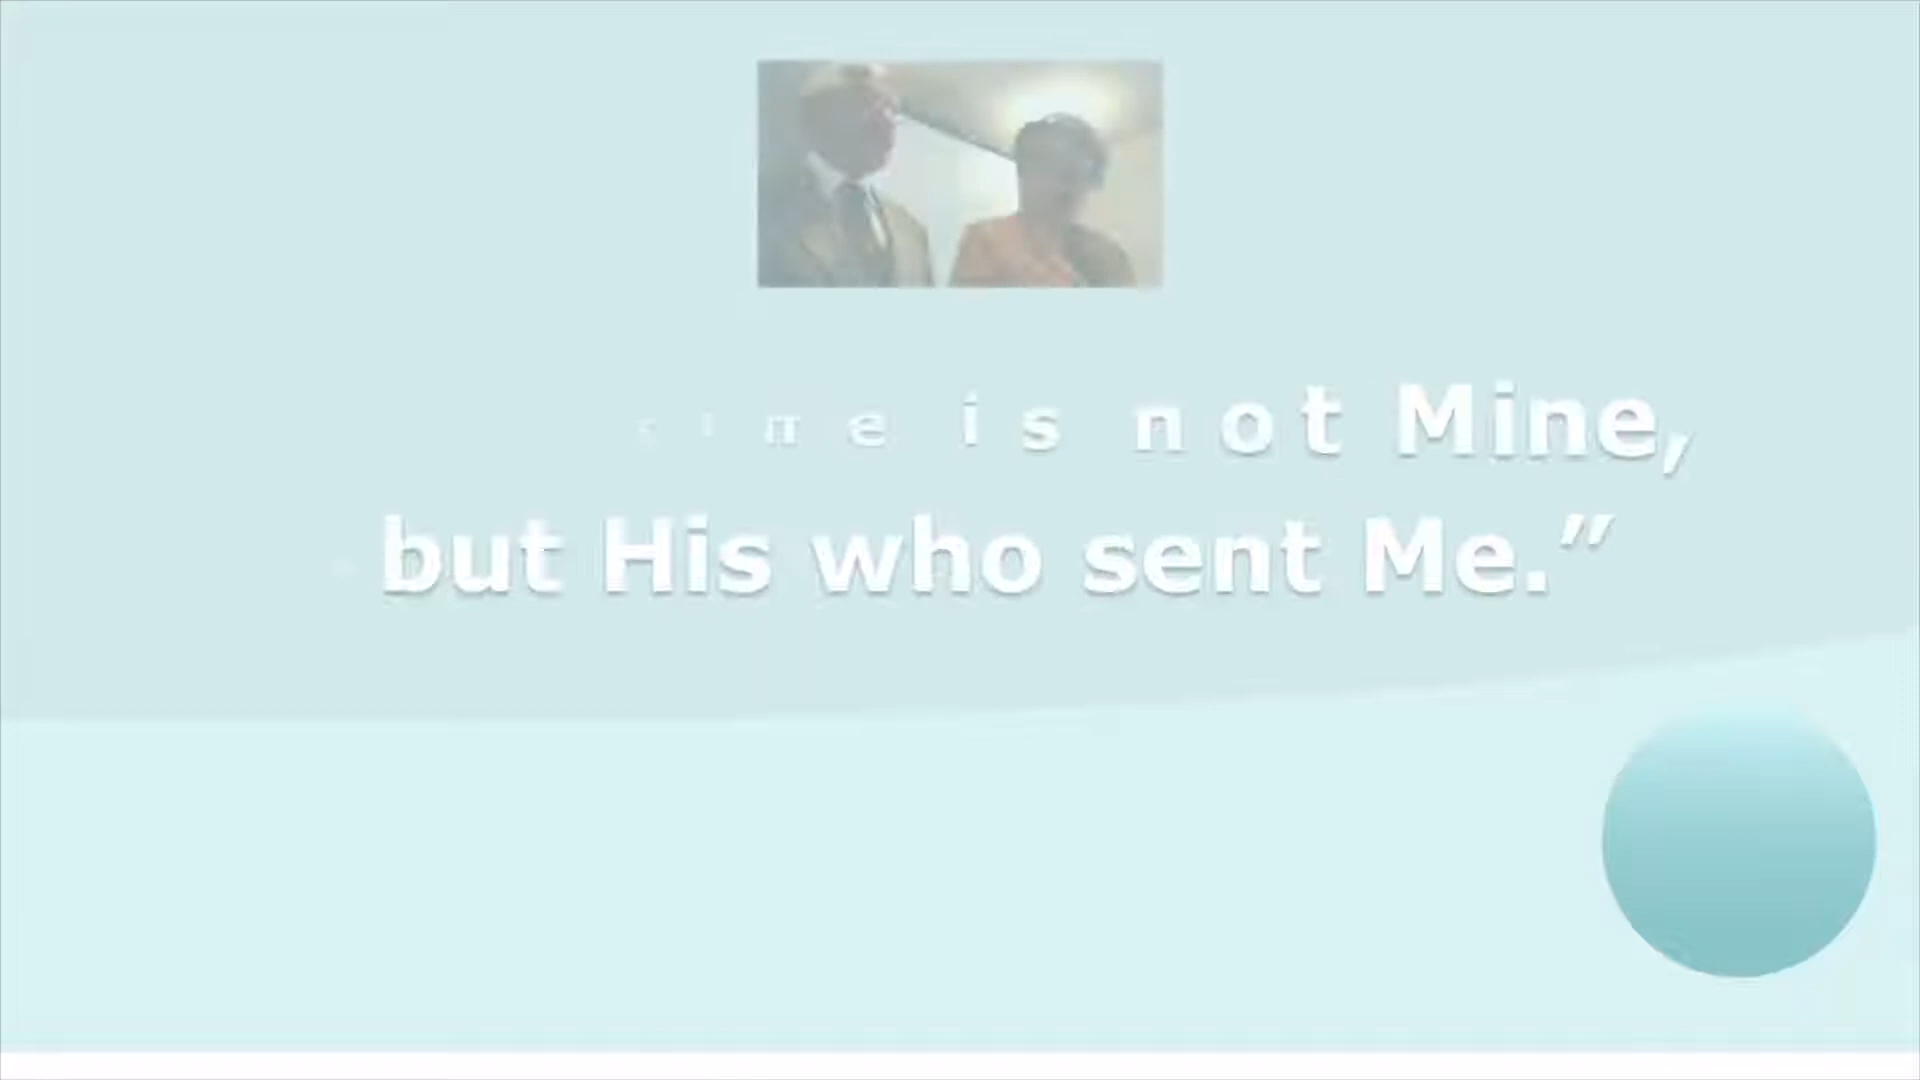 is not Mine,
but His who sent Me.”